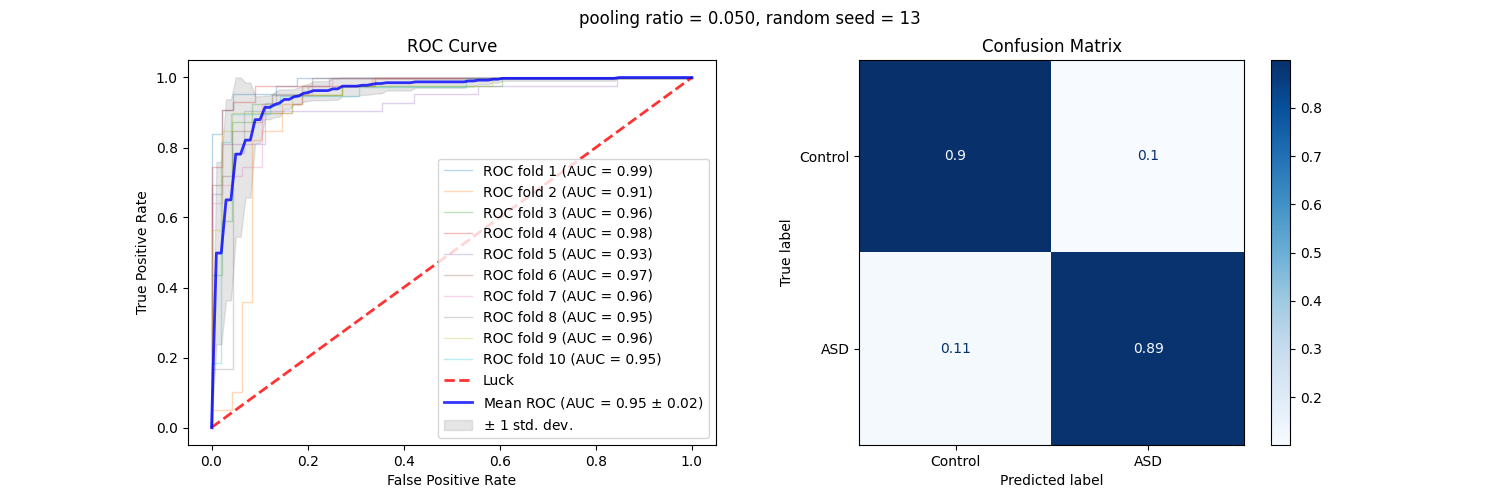 pooling ratio = 0.050, random seed = 13
ROC Curve
True Positive Rate
1.0
0.8
0.6
0.4
0.2
0.0
ROC fold 1 (AUC = 0.99)
ROC fold 2 (AUC = 0.91)
ROC fold 3 (AUC = 0.96)
ROC fold 4 (AUC = 0.98)
ROC fold 5 (AUC = 0.93)
ROC fold 6 (AUC = 0.97)
ROC fold 7 (AUC = 0.96)
ROC fold 8 (AUC = 0.95)
ROC fold 9 (AUC = 0.96)
ROC fold 10 (AUC = 0.95)
Luck
Mean ROC (AUC = 0.95 ± 0.02)
± 1 std. dev.
0.0 0.2 0.4 0.6 0.8 1.0
False Positive Rate
Confusion Matrix
True label
Control 0.9 0.1
ASD 0.11 0.89
Control ASD
Predicted label
0.8
0.7
0.6
0.5
0.4
0.3
0.2